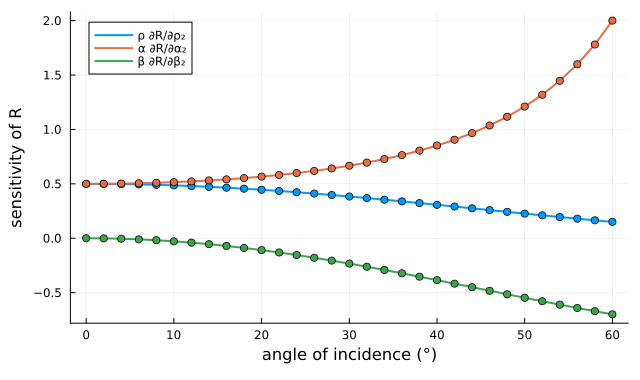 ρ ∂R/∂ρ₂
α ∂R/∂α₂
β ∂R/∂β₂
sensitivity of R
2.0
1.5
1.0
0.5
0.0
−0.5
0 10 20 30 40 50 60
angle of incidence (°)